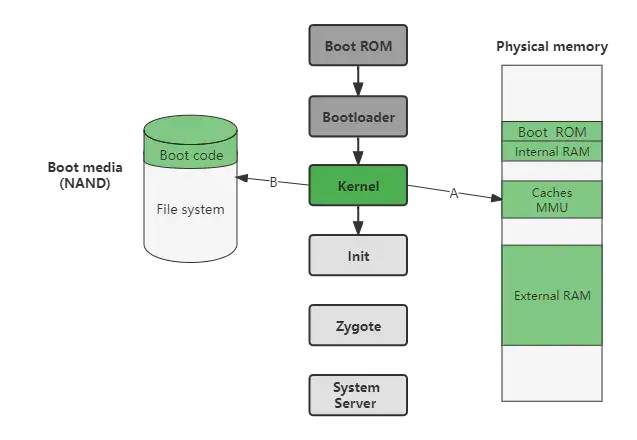 Boot ROM
Physical memory
Bootloader
Boot ROM
Internal RAM
Boot code
Boot media
(NAND)
B
Kernel
A
Caches
MMU
File system
Init
External RAM
Zygote
System
Server